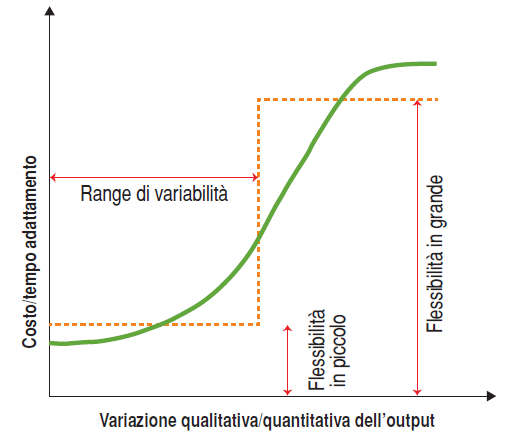 Costo/tempo adattamento
Range di variabilità
Flessibilità
in piccolo
Flessibilità in grande
Variazione qualitativa/quantitativa dell'output